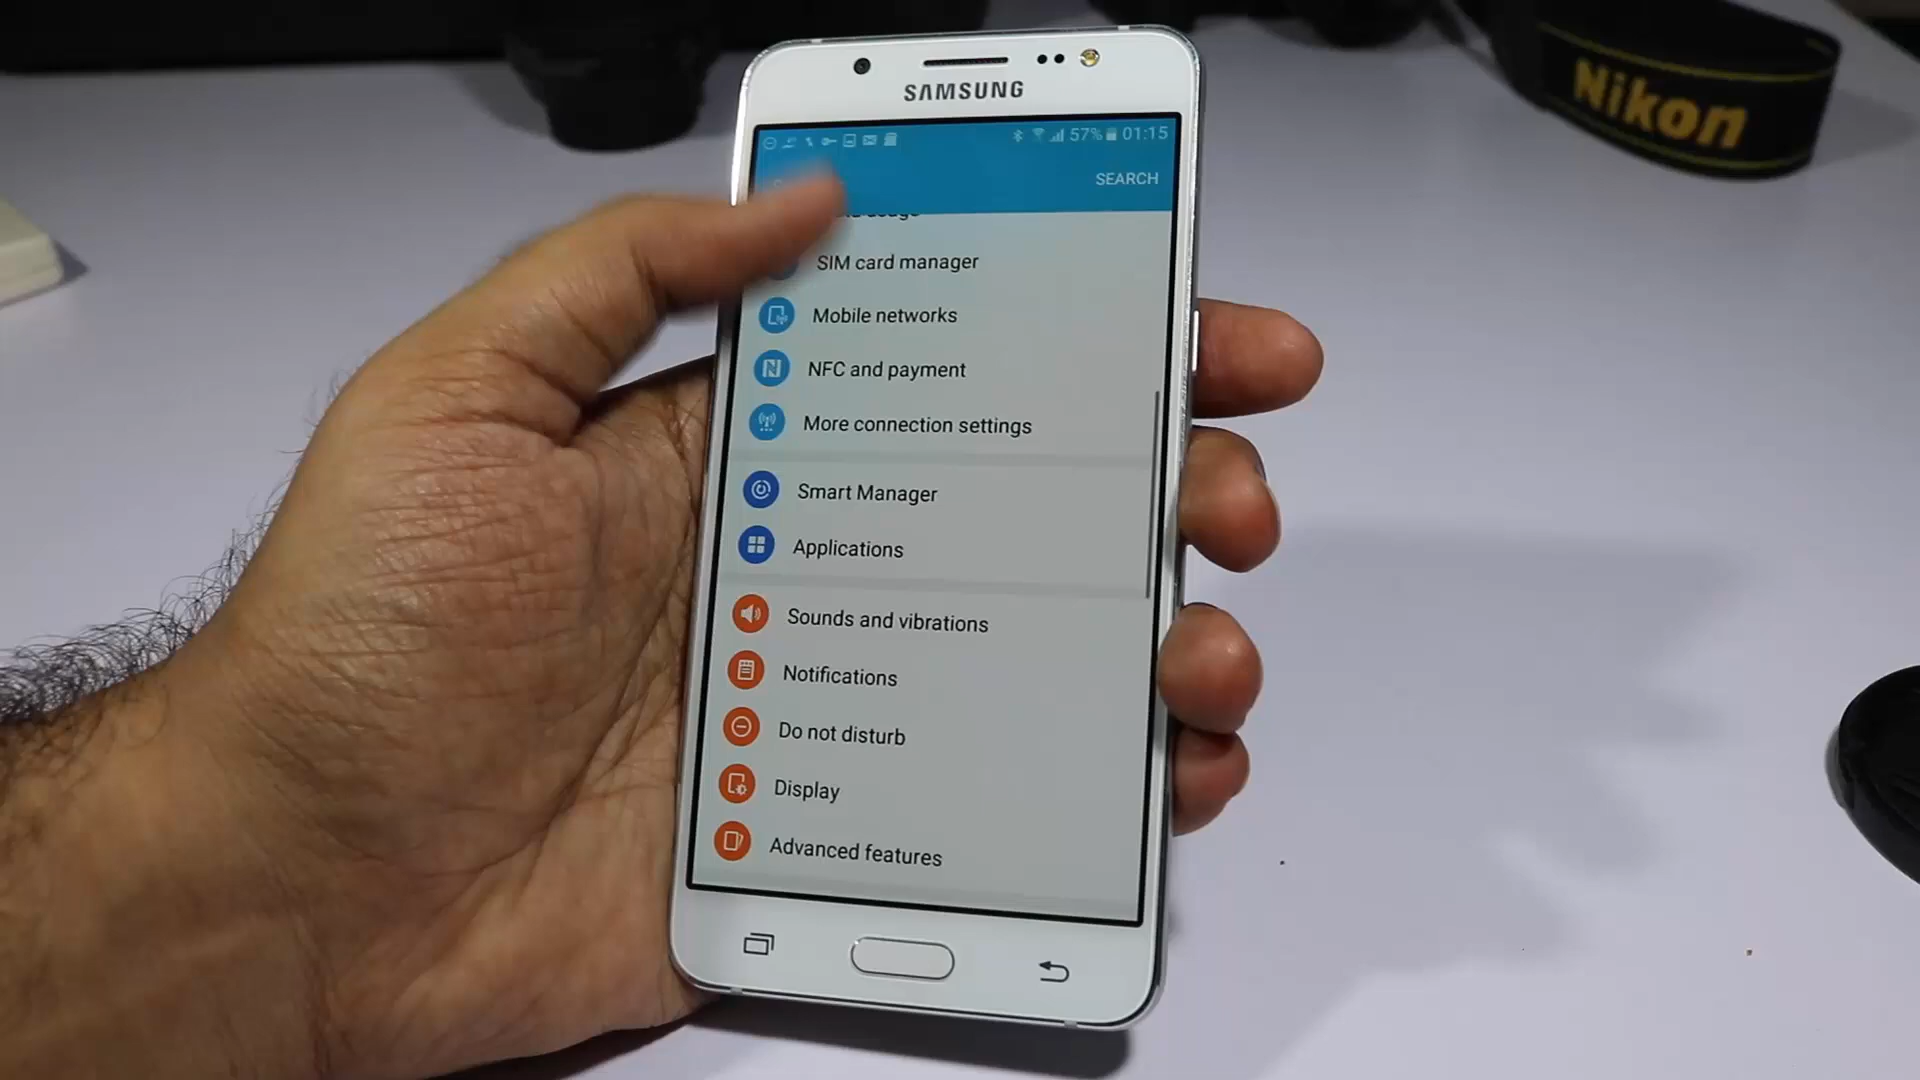 SAMSUNG
57% 01:15
SEARCH
SIM card manager
Mobile networks
NFC and payment
More connection settings
Smart Manager
Applications
Sounds and vibrations
Notifications
Do not disturb
Display
Advanced features
Nikon